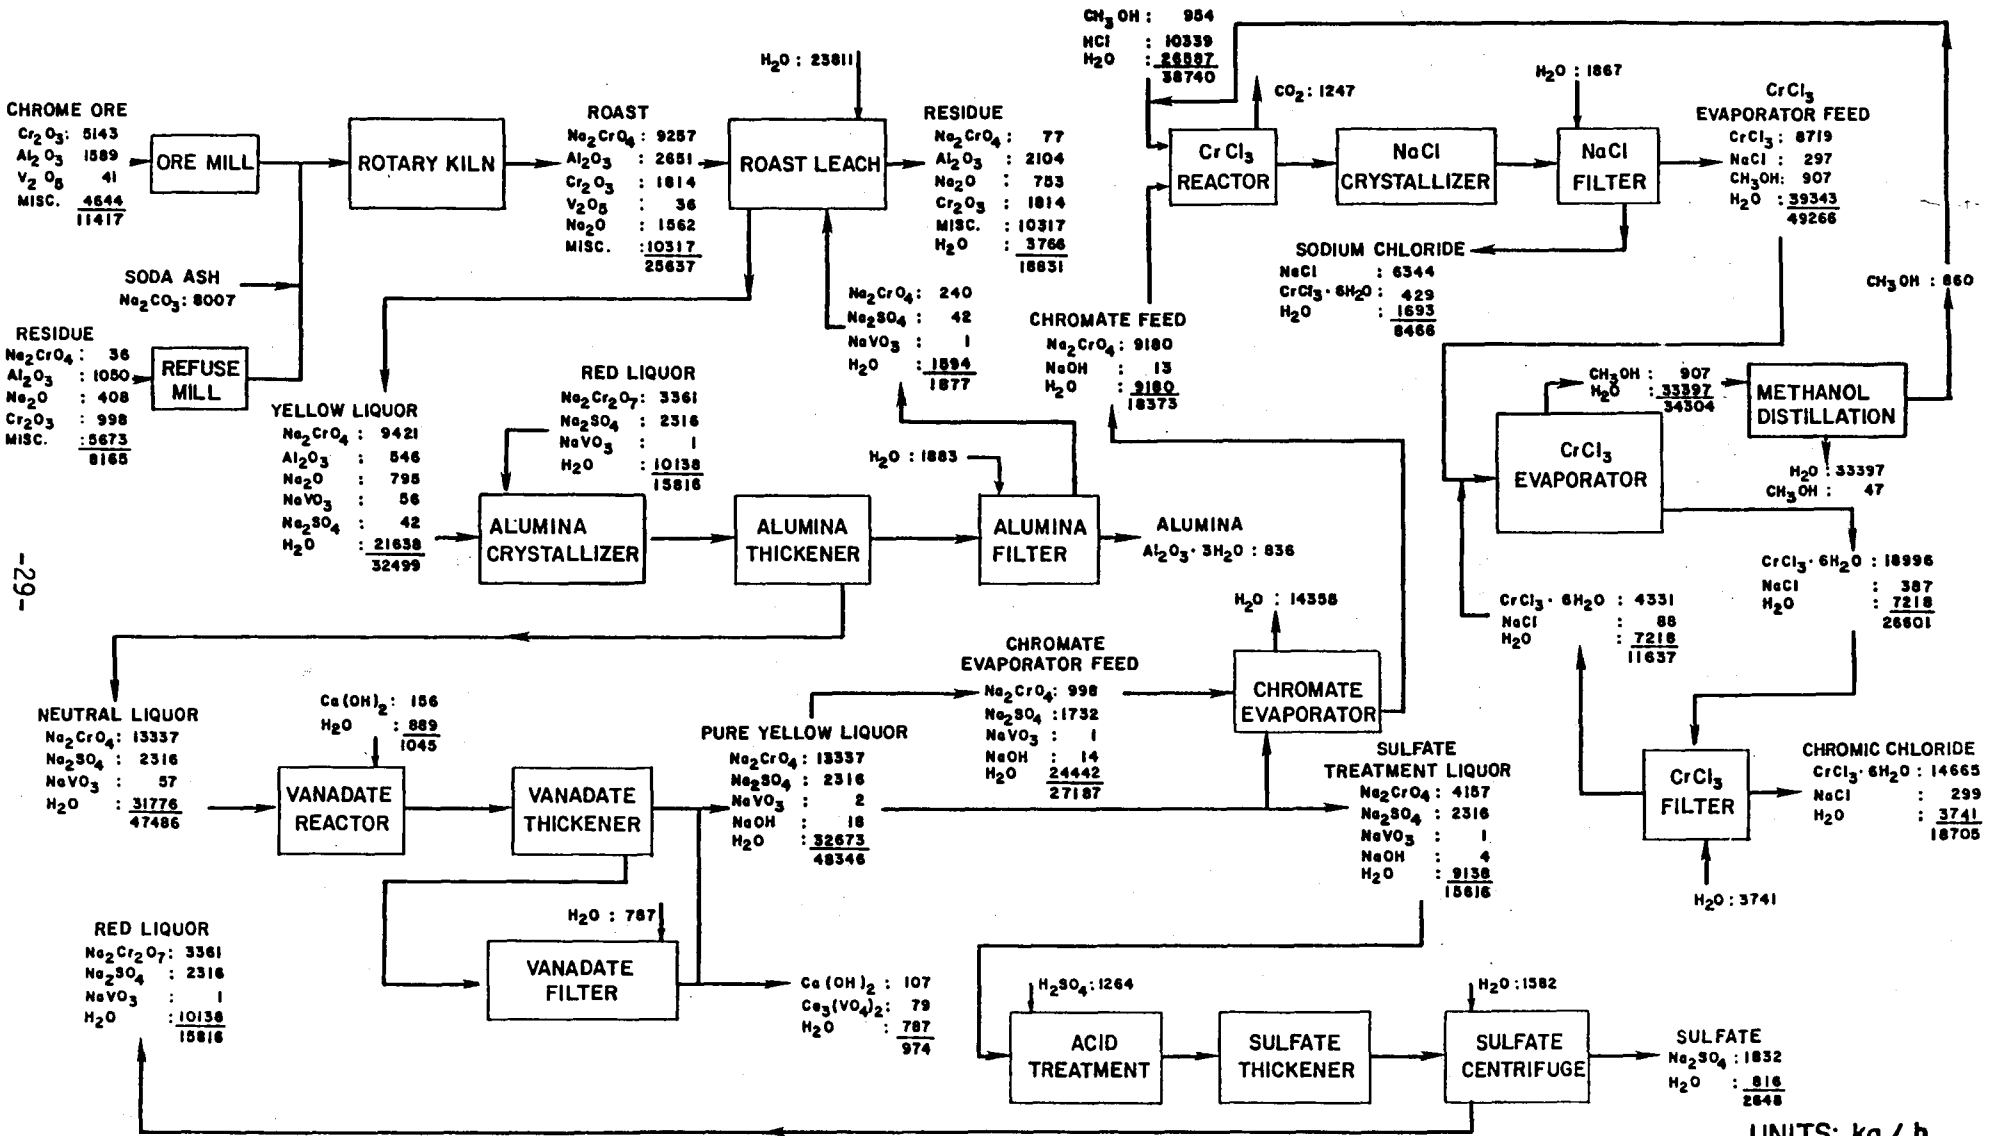 CHROME ORE
Cr2O3: 5143
Al2O3 1589
V2O5 41
MISC. 4644
11417
ORE MILL
SODA ASH
Na2CO3: 8007
RESIDUE
Na2CrO4: 36
Al2O3: 1050
Na2O: 408
Cr2O3: 998
MISC. :5673
8165
REFUSE
MILL
ROTARY KILN
ROAST
Na2CrO4: 9257
Al2O3 : 2651
Cr2O3 : 1814
V2O5 : 36
Na2O : 1562
MISC. :10317
25637
H2O: 23811
ROAST LEACH
RESIDUE
Na2CrO4: 77
Al2O3 : 2104
Na2O : 753
Cr2O3 : 1814
MISC. : 10317
H2O : 3766
18831
Na2CrO4: 240
Na2SO4: 42
NaVO3 : 1
H2O : 1594
1877
YELLOW LIQUOR
Na2CrO4 : 9421
Al2O3 : 546
Na2O : 795
NaVO3 : 56
Na2SO4 : 42
H2O : 21638
32499
RED LIQUOR
Na2Cr2O7: 3361
Na2SO4 : 2316
NaVO3 : 1
H2O : 10138
15816
ALUMINA
CRYSTALLIZER
ALUMINA
THICKENER
H2O: 1883
ALUMINA
FILTER
ALUMINA
Al2O3· 3H2O : 836
CH3OH: 954
HCl : 10339
H2O : 26587
38740
CO2: 1247
CrCl3
REACTOR
NaCl
CRYSTALLIZER
H2O : 1867
NaCl
FILTER
CrCl3
EVAPORATOR FEED
CrCl3: 8719
NaCl : 297
CH3OH: 907
H2O : 39343
49266
SODIUM CHLORIDE
NaCl : 6344
CrCl3· 6H2O : 429
H2O : 1693
8466
CHROMATE FEED
Na2CrO4: 9180
NaOH : 13
H2O : 9180
18373
CH3OH : 860
CH3OH: 907
H2O : 33397
34304
METHANOL
DISTILLATION
H2O : 33397
CH3OH : 47
CrCl3
EVAPORATOR
CrCl3· 6H2O : 18996
NaCl : 387
H2O : 7218
26601
CrCl3· 6H2O : 4331
NaCl : 88
H2O : 7218
11637
-29-
NEUTRAL LIQUOR
Na2CrO4: 13337
Na2SO4: 2316
NaVO3 : 57
H2O : 31776
47486
Ca(OH)2: 156
H2O : 889
1045
VANADATE
REACTOR
VANADATE
THICKENER
PURE YELLOW LIQUOR
Na2CrO4: 13337
Na2SO4: 2316
NaVO3 : 2
NaOH : 18
H2O : 32673
48346
CHROMATE
EVAPORATOR FEED
Na2CrO4: 998
Na2SO4 :1732
NaVO3 : 1
NaOH : 14
H2O 24442
27187
H2O : 14358
CHROMATE
EVAPORATOR
SULFATE
TREATMENT LIQUOR
Na2CrO4: 4157
Na2SO4: 2316
NaVO3 : 1
NaOH : 4
H2O : 9138
15616
CrCl3
FILTER
CHROMIC CHLORIDE
CrCl3· 6H2O: 14665
NaCl : 299
H2O : 3741
18705
H2O: 3741
RED LIQUOR
Na2Cr2O7: 3361
Na2SO4 : 2316
NaVO3 : 1
H2O : 10138
15816
H2O : 787
VANADATE
FILTER
Ca(OH)2: 107
Ca3(VO4)2: 79
H2O : 787
974
H2SO4:1264
ACID
TREATMENT
SULFATE
THICKENER
H2O:1582
SULFATE
CENTRIFUGE
SULFATE
Na2SO4 :1832
H2O : 816
2648
UNITS: kg / h